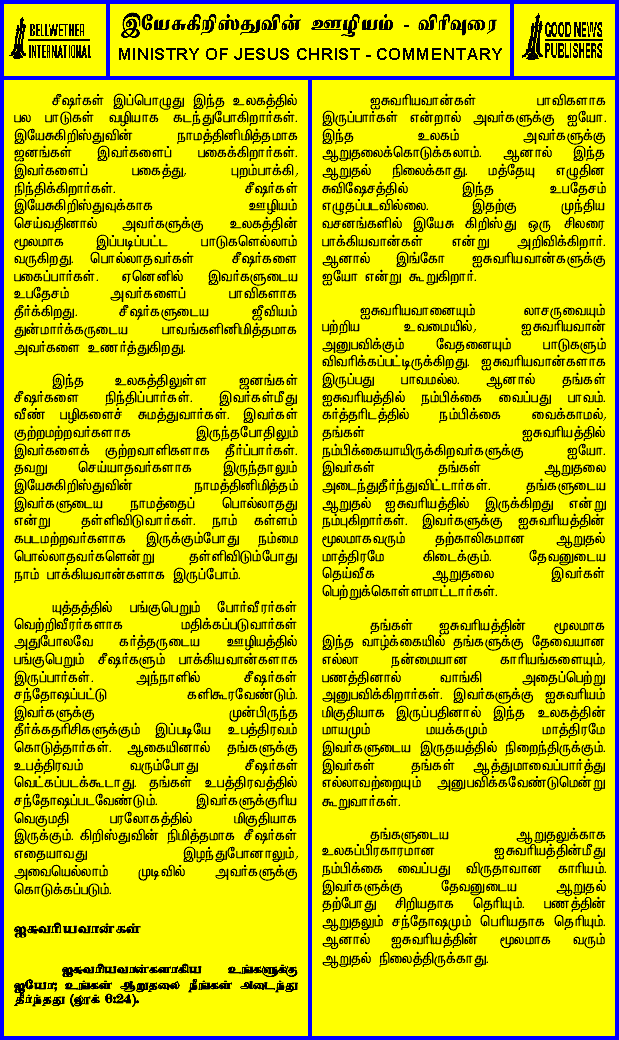 BELLWETHER
INTERNATIONAL
இயேசுகிறிஸ்துவின் ஊழியம் - விரிவுரை
MINISTRY OF JESUS CHRIST - COMMENTARY
GOOD NEWS
PUBLISHERS
சீஷர்கள் இப்பொழுது இந்த உலகத்தில்
பல பாடுகள் வழியாக கடந்துபோகிறார்கள்.
இயேசுகிறிஸ்துவின் நாமத்தினிமித்தமாக
ஜனங்கள் இவர்களைப் பகைக்கிறார்கள்.
இவர்களைப் பகைத்து, புறம்பாக்கி,
நிந்திக்கிறார்கள். சீஷர்கள்
இயேசுகிறிஸ்துவுக்காக ஊழியம்
செய்வதினால் அவர்களுக்கு உலகத்தின்
மூலமாக இப்படிப்பட்ட பாடுகளெல்லாம்
வருகிறது. பொல்லாதவர்கள் சீஷர்களை
பகைப்பார்கள். ஏனெனில் இவர்களுடைய
உபதேசம் அவர்களைப் பாவிகளாக
தீர்க்கிறது. சீஷர்களுடைய ஜீவியம்
துன்மார்க்கருடைய பாவங்களினிமித்தமாக
அவர்களை உணர்த்துகிறது.
இந்த உலகத்திலுள்ள ஜனங்கள்
சீஷர்களை நிந்திப்பார்கள். இவர்கள்மீது
வீண் பழிகளைச் சுமத்துவார்கள். இவர்கள்
குற்றமற்றவர்களாக இருந்தபோதிலும்
இவர்களைக் குற்றவாளிகளாக தீர்ப்பார்கள்.
தவறு செய்யாதவர்களாக இருந்தாலும்
இயேசுகிறிஸ்துவின் நாமத்தினிமித்தம்
இவர்களுடைய நாமத்தைப் பொல்லாதது
என்று தள்ளிவிடுவார்கள். நாம் கள்ளம்
கபடமற்றவர்களாக இருக்கும்போது நம்மை
பொல்லாதவர்களென்று தள்ளிவிடும்போது
நாம் பாக்கியவான்களாக இருப்போம்.
யுத்தத்தில் பங்குபெறும் போர்வீரர்கள்
வெற்றிவீரர்களாக மதிக்கப்படுவார்கள்
அதுபோலவே கர்த்தருடைய ஊழியத்தில்
பங்குபெறும் சீஷர்களும் பாக்கியவான்களாக
இருப்பார்கள். அந்நாளில் சீஷர்கள்
சந்தோஷப்பட்டு களிகூரவேண்டும்.
இவர்களுக்கு முன்பிருந்த
தீர்க்கதரிசிகளுக்கும் இப்படியே உபத்திரவம்
கொடுத்தார்கள். ஆகையினால் தங்களுக்கு
உபத்திரவம் வரும்போது சீஷர்கள்
வெட்கப்படக்கூடாது. தங்கள் உபத்திரவத்தில்
சந்தோஷப்படவேண்டும். இவர்களுக்குரிய
வெகுமதி பரலோகத்தில் மிகுதியாக
இருக்கும். கிறிஸ்துவின் நிமித்தமாக சீஷர்கள்
எதையாவது இழந்துபோனாலும்,
அவையெல்லாம் முடிவில் அவர்களுக்கு
கொடுக்கப்படும்.
ஐசுவரியவான்கள்
ஐசுவரியவான்களாகிய உங்களுக்கு
ஐயோ; உங்கள் ஆறுதலை நீங்கள் அடைந்து
தீர்ந்தது (லூக் 6:24).
ஐசுவரியவான்கள் பாவிகளாக
இருப்பார்கள் என்றால் அவர்களுக்கு ஐயோ.
இந்த உலகம் அவர்களுக்கு
ஆறுதலைக்கொடுக்கலாம். ஆனால் இந்த
ஆறுதல் நிலைக்காது. மத்தேயு எழுதின
சுவிஷேசத்தில் இந்த உபதேசம்
எழுதப்படவில்லை. இதற்கு முந்திய
வசனங்களில் இயேசு கிறிஸ்து ஒரு சிலரை
பாக்கியவான்கள் என்று அறிவிக்கிறார்.
ஆனால் இங்கோ ஐசுவரியவான்களுக்கு
ஐயோ என்று கூறுகிறார்.
ஐசுவரியவானையும் லாசருவையும்
பற்றிய உவமையில், ஐசுவரியவான்
அனுபவிக்கும் வேதனையும் பாடுகளும்
விவரிக்கப்பட்டிருக்கிறது. ஐசுவரியவான்களாக
இருப்பது பாவமல்ல. ஆனால் தங்கள்
ஐசுவரியத்தில் நம்பிக்கை வைப்பது பாவம்.
கர்த்தரிடத்தில் நம்பிக்கை வைக்காமல்,
தங்கள் ஐசுவரியத்தில்
நம்பிக்கையாயிருக்கிறவர்களுக்கு ஐயோ.
இவர்கள் தங்கள் ஆறுதலை
அடைந்துதீர்ந்துவிட்டார்கள். தங்களுடைய
ஆறுதல் ஐசுவரியத்தில் இருக்கிறது என்று
நம்புகிறார்கள். இவர்களுக்கு ஐசுவரியத்தின்
மூலமாகவரும் தற்காலிகமான ஆறுதல்
மாத்திரமே கிடைக்கும். தேவனுடைய
தெய்வீக ஆறுதலை இவர்கள்
பெற்றுக்கொள்ளமாட்டார்கள்.
தங்கள் ஐசுவரியத்தின் மூலமாக
இந்த வாழ்க்கையில் தங்களுக்கு தேவையான
எல்லா நன்மையான காரியங்களையும்,
பணத்தினால் வாங்கி அதைப்பெற்று
அனுபவிக்கிறார்கள். இவர்களுக்கு ஐசுவரியம்
மிகுதியாக இருப்பதினால் இந்த உலகத்தின்
மாயமும் மயக்கமும் மாத்திரமே
இவர்களுடைய இருதயத்தில் நிறைந்திருக்கும்.
இவர்கள் தங்கள் ஆத்துமாவைப்பார்த்து
எல்லாவற்றையும் அனுபவிக்கவேண்டுமென்று
கூறுவார்கள்.
தங்களுடைய ஆறுதலுக்காக
உலகப்பிரகாரமான ஐசுவரியத்தின்மீது
நம்பிக்கை வைப்பது விருதாவான காரியம்.
இவர்களுக்கு தேவனுடைய ஆறுதல்
தற்போது சிறியதாக தெரியும். பணத்தின்
ஆறுதலும் சந்தோஷமும் பெரியதாக தெரியும்.
ஆனால் ஐசுவரியத்தின் மூலமாக வரும்
ஆறுதல் நிலைத்திருக்காது.